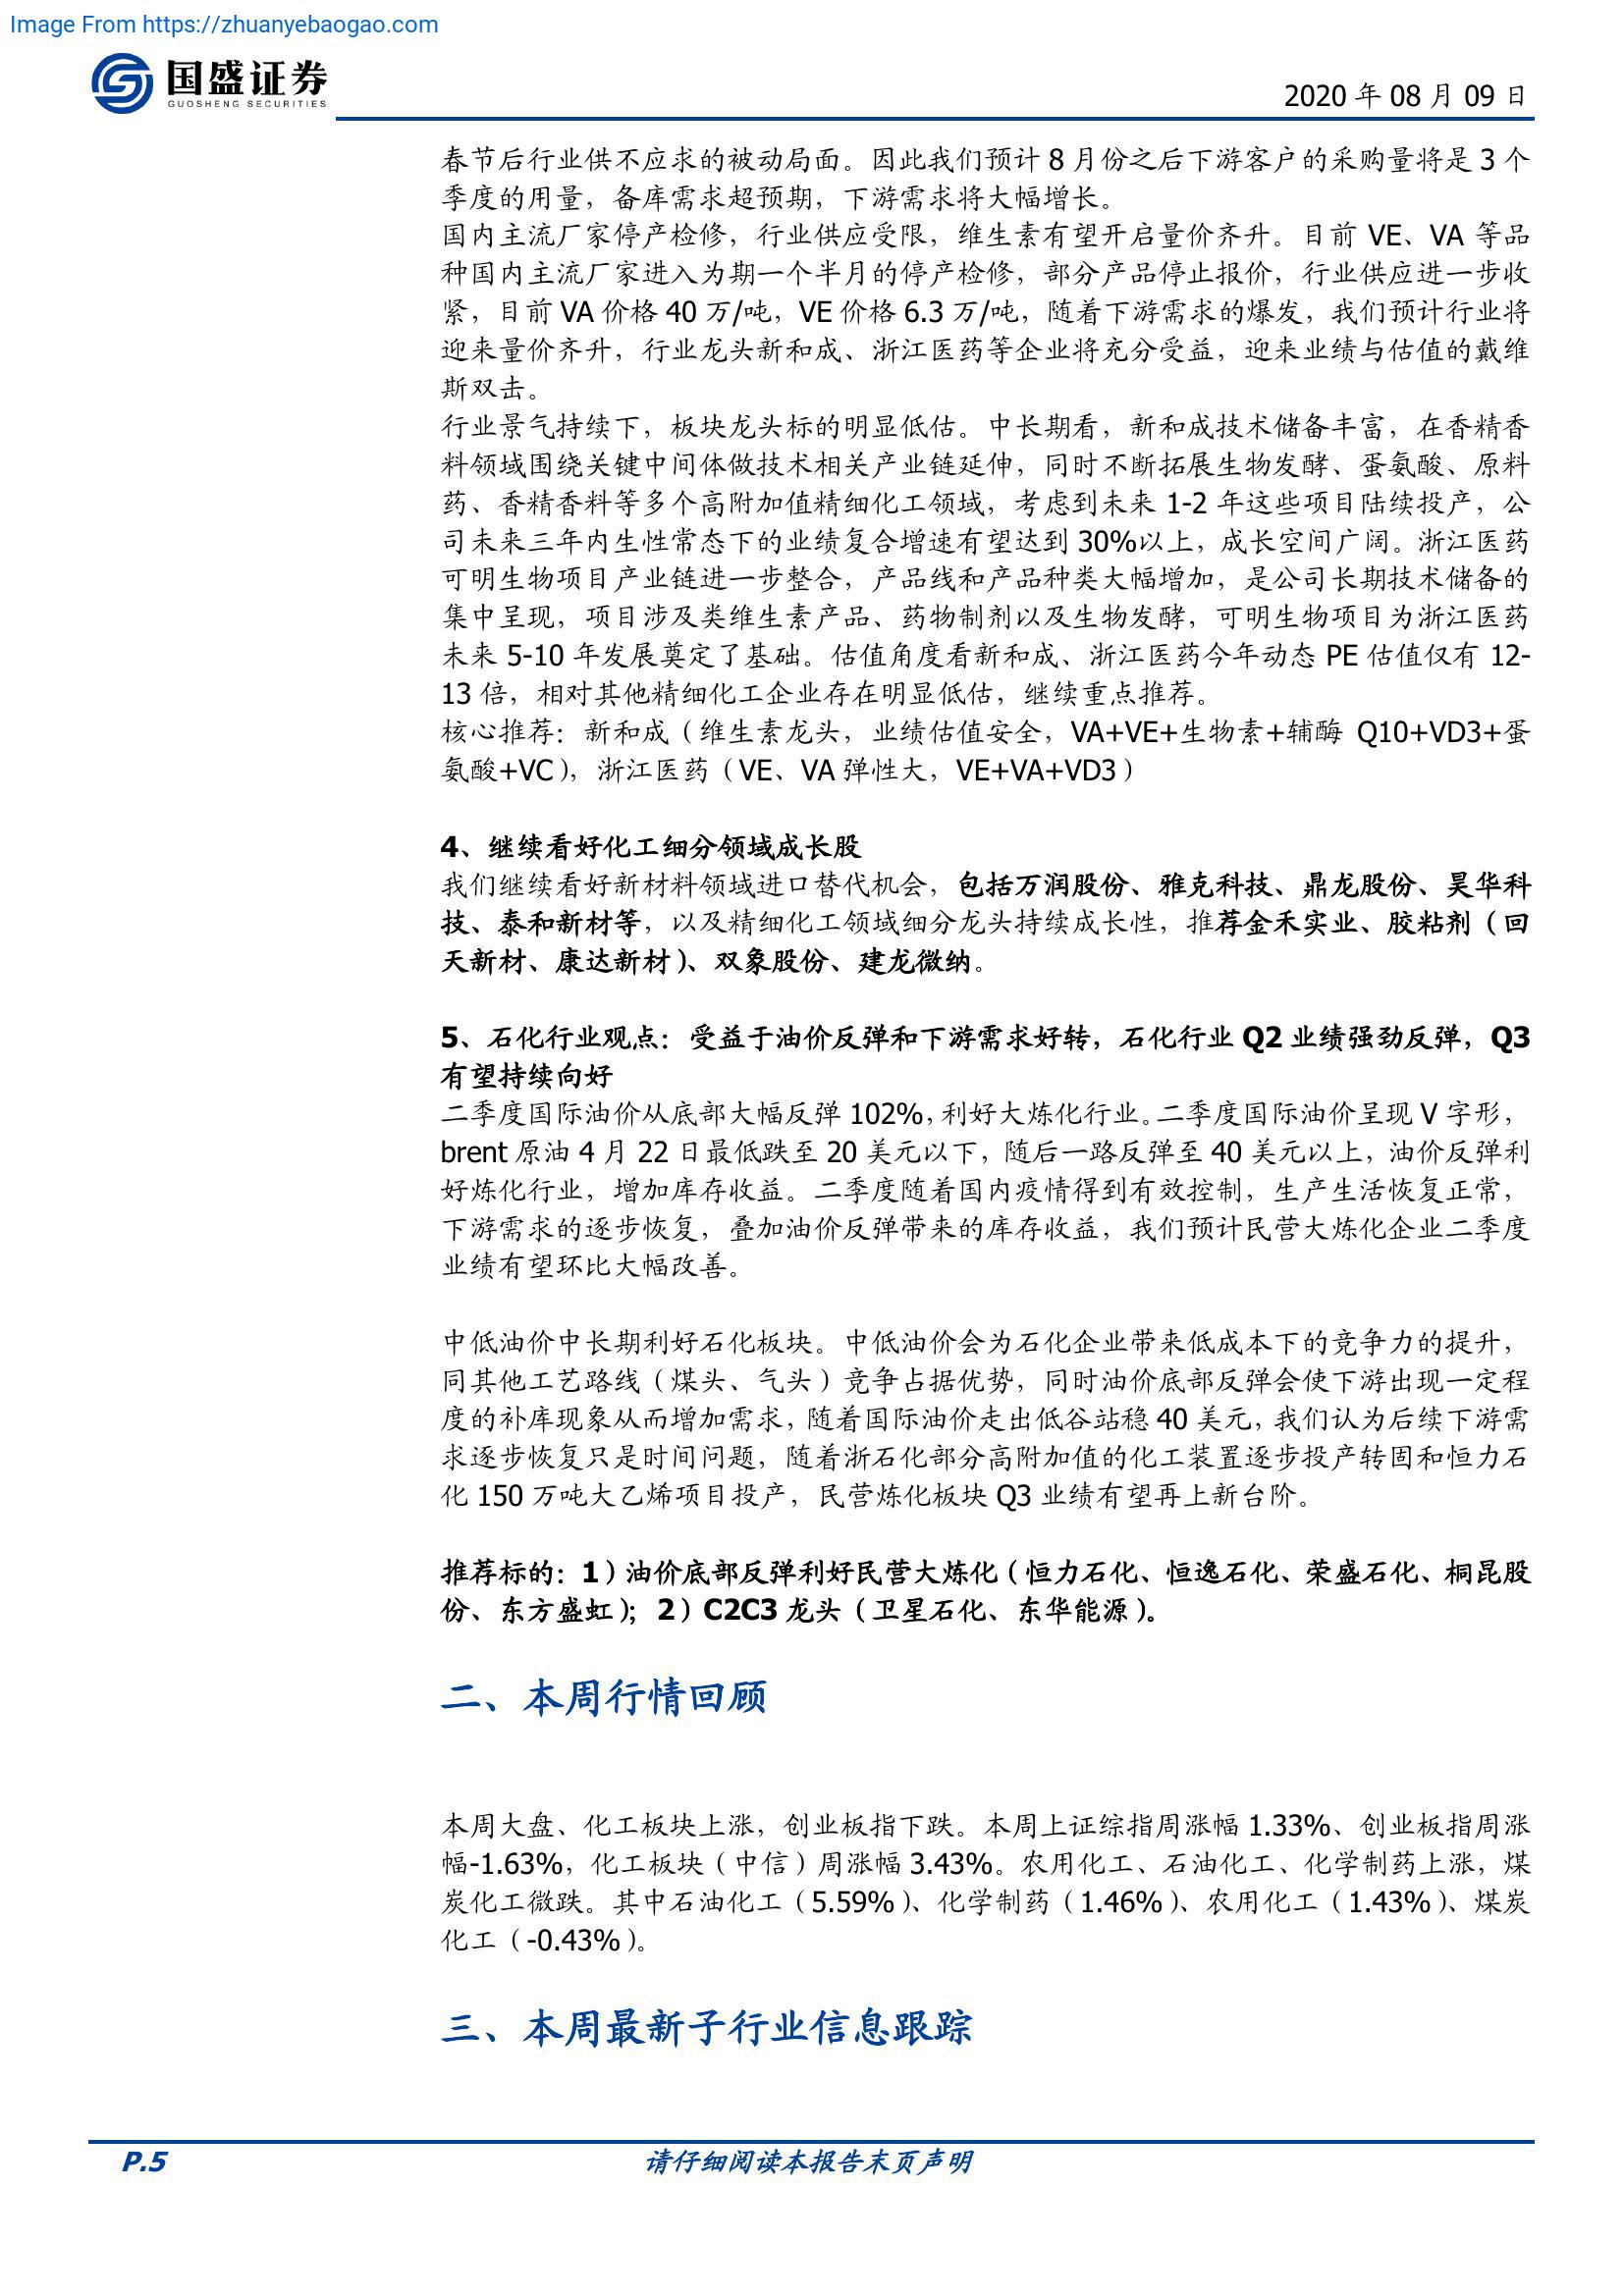 Image From https://zhuanyebaogao.com
国盛证券
GUOSHENG SECURITIES
2020 年 08 月 09 日
春节后行业供不应求的被动局面。因此我们预计 8 月份之后下游客户的采购量将是 3 个
季度的用量，备库需求超预期，下游需求将大幅增长。
国内主流厂家停产检修，行业供应受限，维生素有望开启量价齐升。目前 VE、VA 等品
种国内主流厂家进入为期一个半月的停产检修，部分产品停止报价，行业供应进一步收
紧，目前 VA 价格 40 万/吨，VE 价格 6.3 万/吨，随着下游需求的爆发，我们预计行业将
迎来量价齐升，行业龙头新和成、浙江医药等企业将充分受益，迎来业绩与估值的戴维
斯双击。
行业景气持续下，板块龙头标的明显低估。中长期看，新和成技术储备丰富，在香精香
料领域围绕关键中间体做技术相关产业链延伸，同时不断拓展生物发酵、蛋氨酸、原料
药、香精香料等多个高附加值精细化工领域，考虑到未来 1-2 年这些项目陆续投产，公
司未来三年内生性常态下的业绩复合增速有望达到 30%以上，成长空间广阔。浙江医药
可明生物项目产业链进一步整合，产品线和产品种类大幅增加，是公司长期技术储备的
集中呈现，项目涉及类维生素产品、药物制剂以及生物发酵，可明生物项目为浙江医药
未来 5-10 年发展奠定了基础。估值角度看新和成、浙江医药今年动态 PE 估值仅有 12-
13 倍，相对其他精细化工企业存在明显低估，继续重点推荐。
核心推荐：新和成（维生素龙头，业绩估值安全，VA+VE+生物素+辅酶 Q10+VD3+蛋
氨酸+VC），浙江医药（VE、VA 弹性大，VE+VA+VD3）
4、继续看好化工细分领域成长股
我们继续看好新材料领域进口替代机会，包括万润股份、雅克科技、鼎龙股份、昊华科
技、泰和新材等，以及精细化工领域细分龙头持续成长性，推荐金禾实业、胶粘剂（回
天新材、康达新材）、双象股份、建龙微纳。
5、石化行业观点：受益于油价反弹和下游需求好转，石化行业 Q2 业绩强劲反弹，Q3
有望持续向好
二季度国际油价从底部大幅反弹 102%，利好大炼化行业。二季度国际油价呈现 V 字形，
brent 原油 4 月 22 日最低跌至 20 美元以下，随后一路反弹至 40 美元以上，油价反弹利
好炼化行业，增加库存收益。二季度随着国内疫情得到有效控制，生产生活恢复正常，
下游需求的逐步恢复，叠加油价反弹带来的库存收益，我们预计民营大炼化企业二季度
业绩有望环比大幅改善。
中低油价中长期利好石化板块。中低油价会为石化企业带来低成本下的竞争力的提升，
同其他工艺路线（煤头、气头）竞争占据优势，同时油价底部反弹会使下游出现一定程
度的补库现象从而增加需求，随着国际油价走出低谷站稳 40 美元，我们认为后续下游需
求逐步恢复只是时间问题，随着浙石化部分高附加值的化工装置逐步投产转固和恒力石
化 150 万吨大乙烯项目投产，民营炼化板块 Q3 业绩有望再上新台阶。
推荐标的：1）油价底部反弹利好民营大炼化（恒力石化、恒逸石化、荣盛石化、桐昆股
份、东方盛虹）；2）C2C3 龙头（卫星石化、东华能源）。
二、本周行情回顾
本周大盘、化工板块上涨，创业板指下跌。本周上证综指周涨幅 1.33%、创业板指周涨
幅-1.63%，化工板块（中信）周涨幅 3.43%。农用化工、石油化工、化学制药上涨，煤
炭化工微跌。其中石油化工（5.59%）、化学制药（1.46%）、农用化工（1.43%）、煤炭
化工（-0.43%）。
三、本周最新子行业信息跟踪
P.5
请仔细阅读本报告末页声明